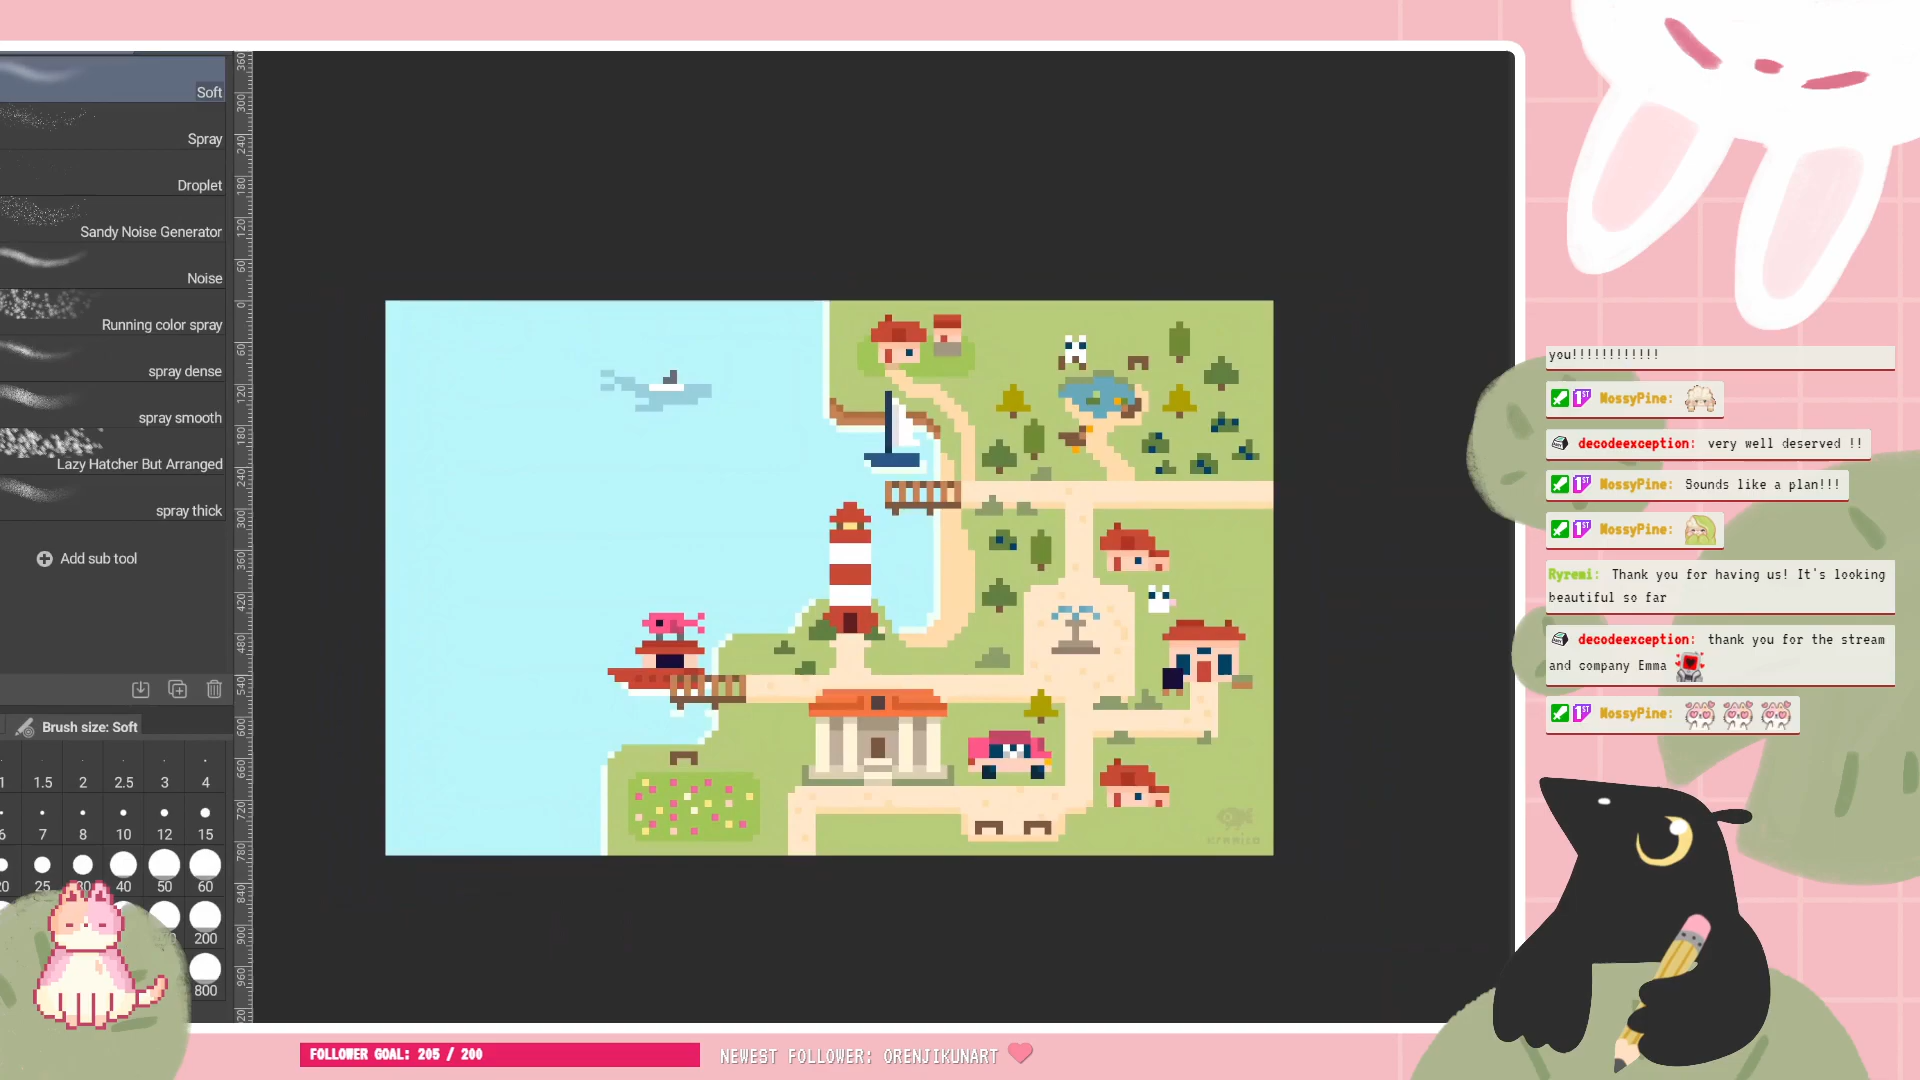 Soft
Spray
Droplet
Sandy Noise Generator
Noise
Running color spray
spray dense
spray smooth
Lazy Hatcher But Arranged
spray thick
Add sub tool
Brush size: Soft
1 1.5 2 2.5 3 4
6 7 8 10 12 15
20 25 30 40 50 60
200
800
you!!!!!!!!!!!!
NossyPine:
decodeexception: very well deserved !!
NossyPine: Sounds like a plan!!!
NossyPine:
Ryremi: Thank you for having us! It's looking
beautiful so far
decodeexception: thank you for the stream
and company Emma
NossyPine:
FOLLOWER GOAL: 205 / 200
NEWEST FOLLOWER: ORENJIKUNART